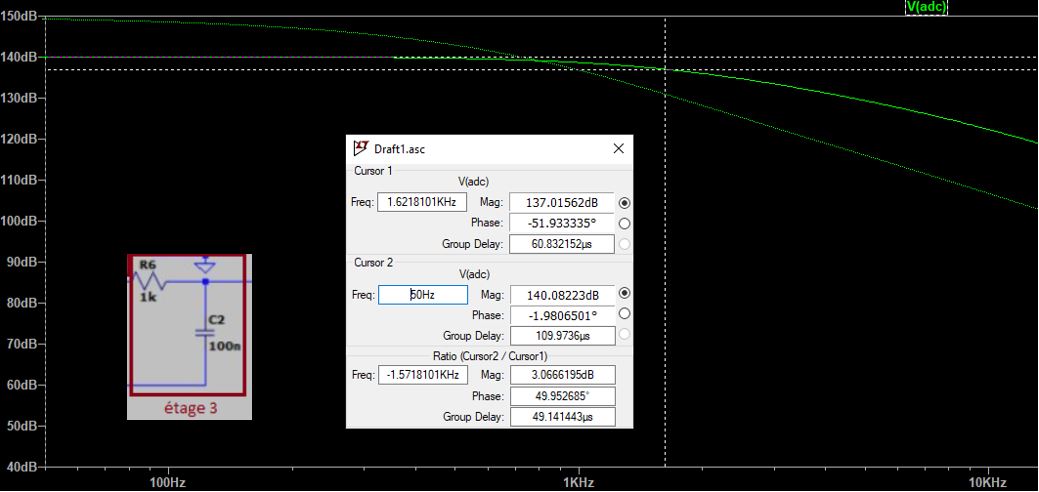 V(adc)
150dB
140dB
130dB
120dB
110dB
100dB
90dB
80dB
70dB
60dB
50dB
40dB
100Hz
1KHz
10KHz
Draft1.asc
Cursor 1
V(adc)
Freq: 1.6218101KHz Mag: 137.01562dB
Phase: -51.933335°
Group Delay: 60.832152µs
Cursor 2
V(adc)
Freq: 50Hz Mag: 140.08223dB
Phase: -1.9806501°
Group Delay: 109.9736µs
Ratio (Cursor2 / Cursor1)
Freq: -1.5718101KHz Mag: 3.0666195dB
Phase: 49.952685°
Group Delay: 49.141443µs
R6
1k
C2
100n
étage 3